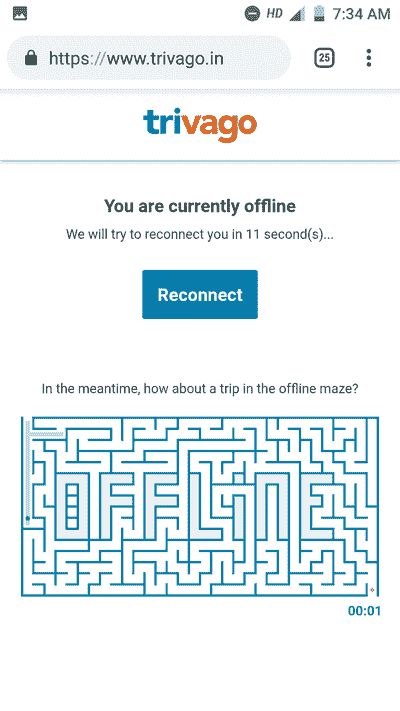 HD 7:34 AM
https://www.trivago.in 25
trivago
You are currently offline
We will try to reconnect you in 11 second(s)...
Reconnect
In the meantime, how about a trip in the offline maze?
OFFLINE
00:01